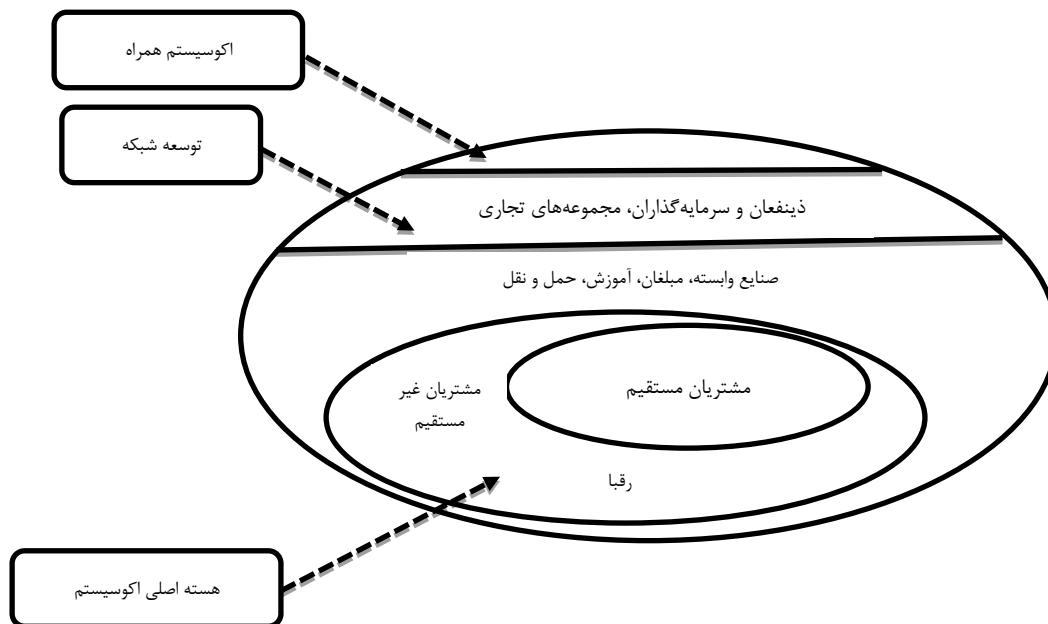 اکوسیستم همراه
توسعه شبکه
ذینفعان و سرمایه‌گذاران، مجموعه‌های تجاری
صنایع وابسته، مبلغان، آموزش، حمل و نقل
مشتریان مستقیم
مشتریان غیر
مستقیم
رقبا
هسته اصلی اکوسیستم